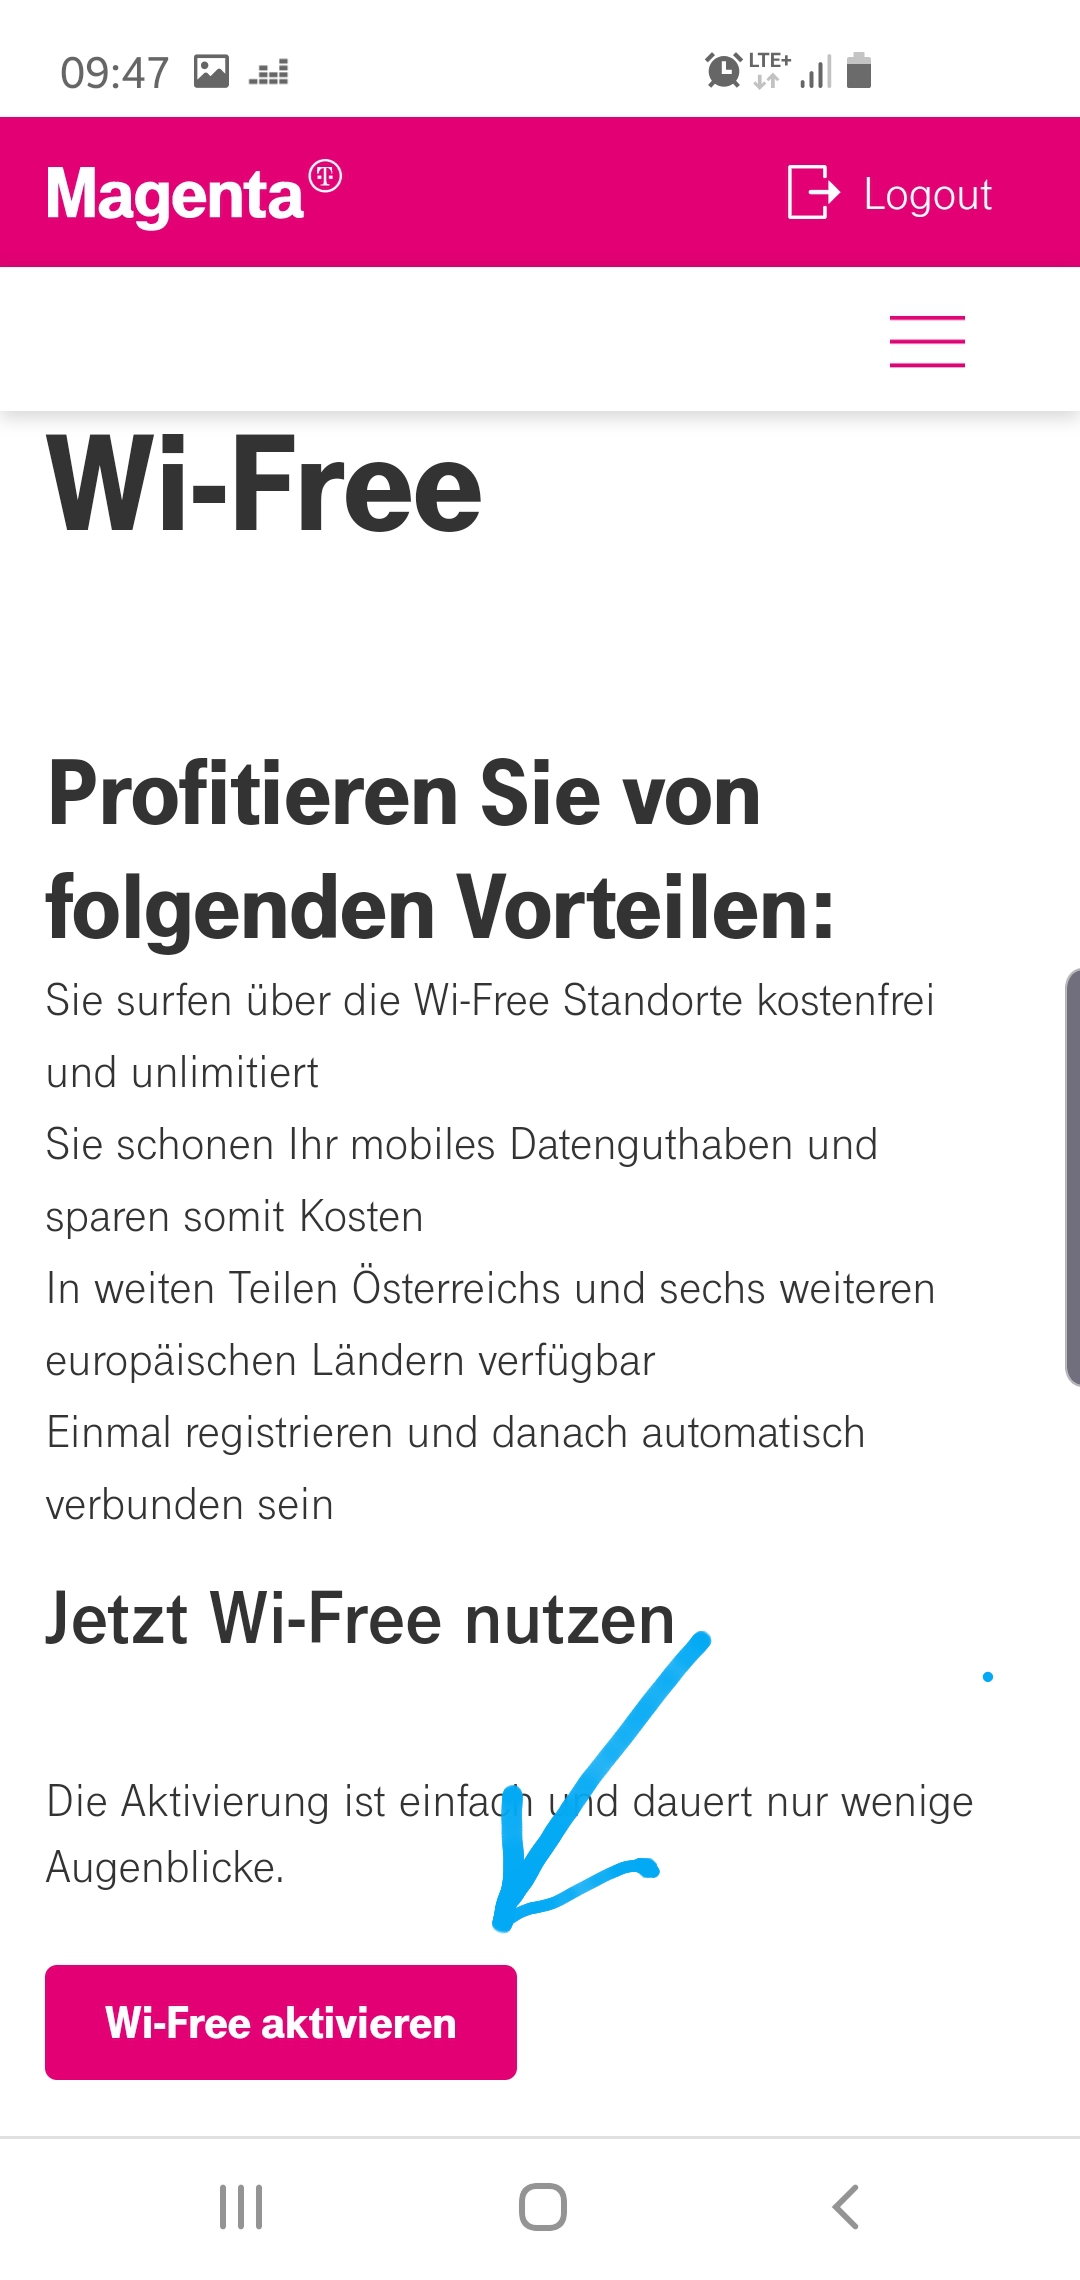 09:47
LTE+
Magenta T
Logout
Wi-Free
Profitieren Sie von
folgenden Vorteilen:
Sie surfen über die Wi-Free Standorte kostenfrei
und unlimitiert
Sie schonen Ihr mobiles Datenguthaben und
sparen somit Kosten
In weiten Teilen Österreichs und sechs weiteren
europäischen Ländern verfügbar
Einmal registrieren und danach automatisch
verbunden sein
Jetzt Wi-Free nutzen
Die Aktivierung ist einfach und dauert nur wenige
Augenblicke.
Wi-Free aktivieren